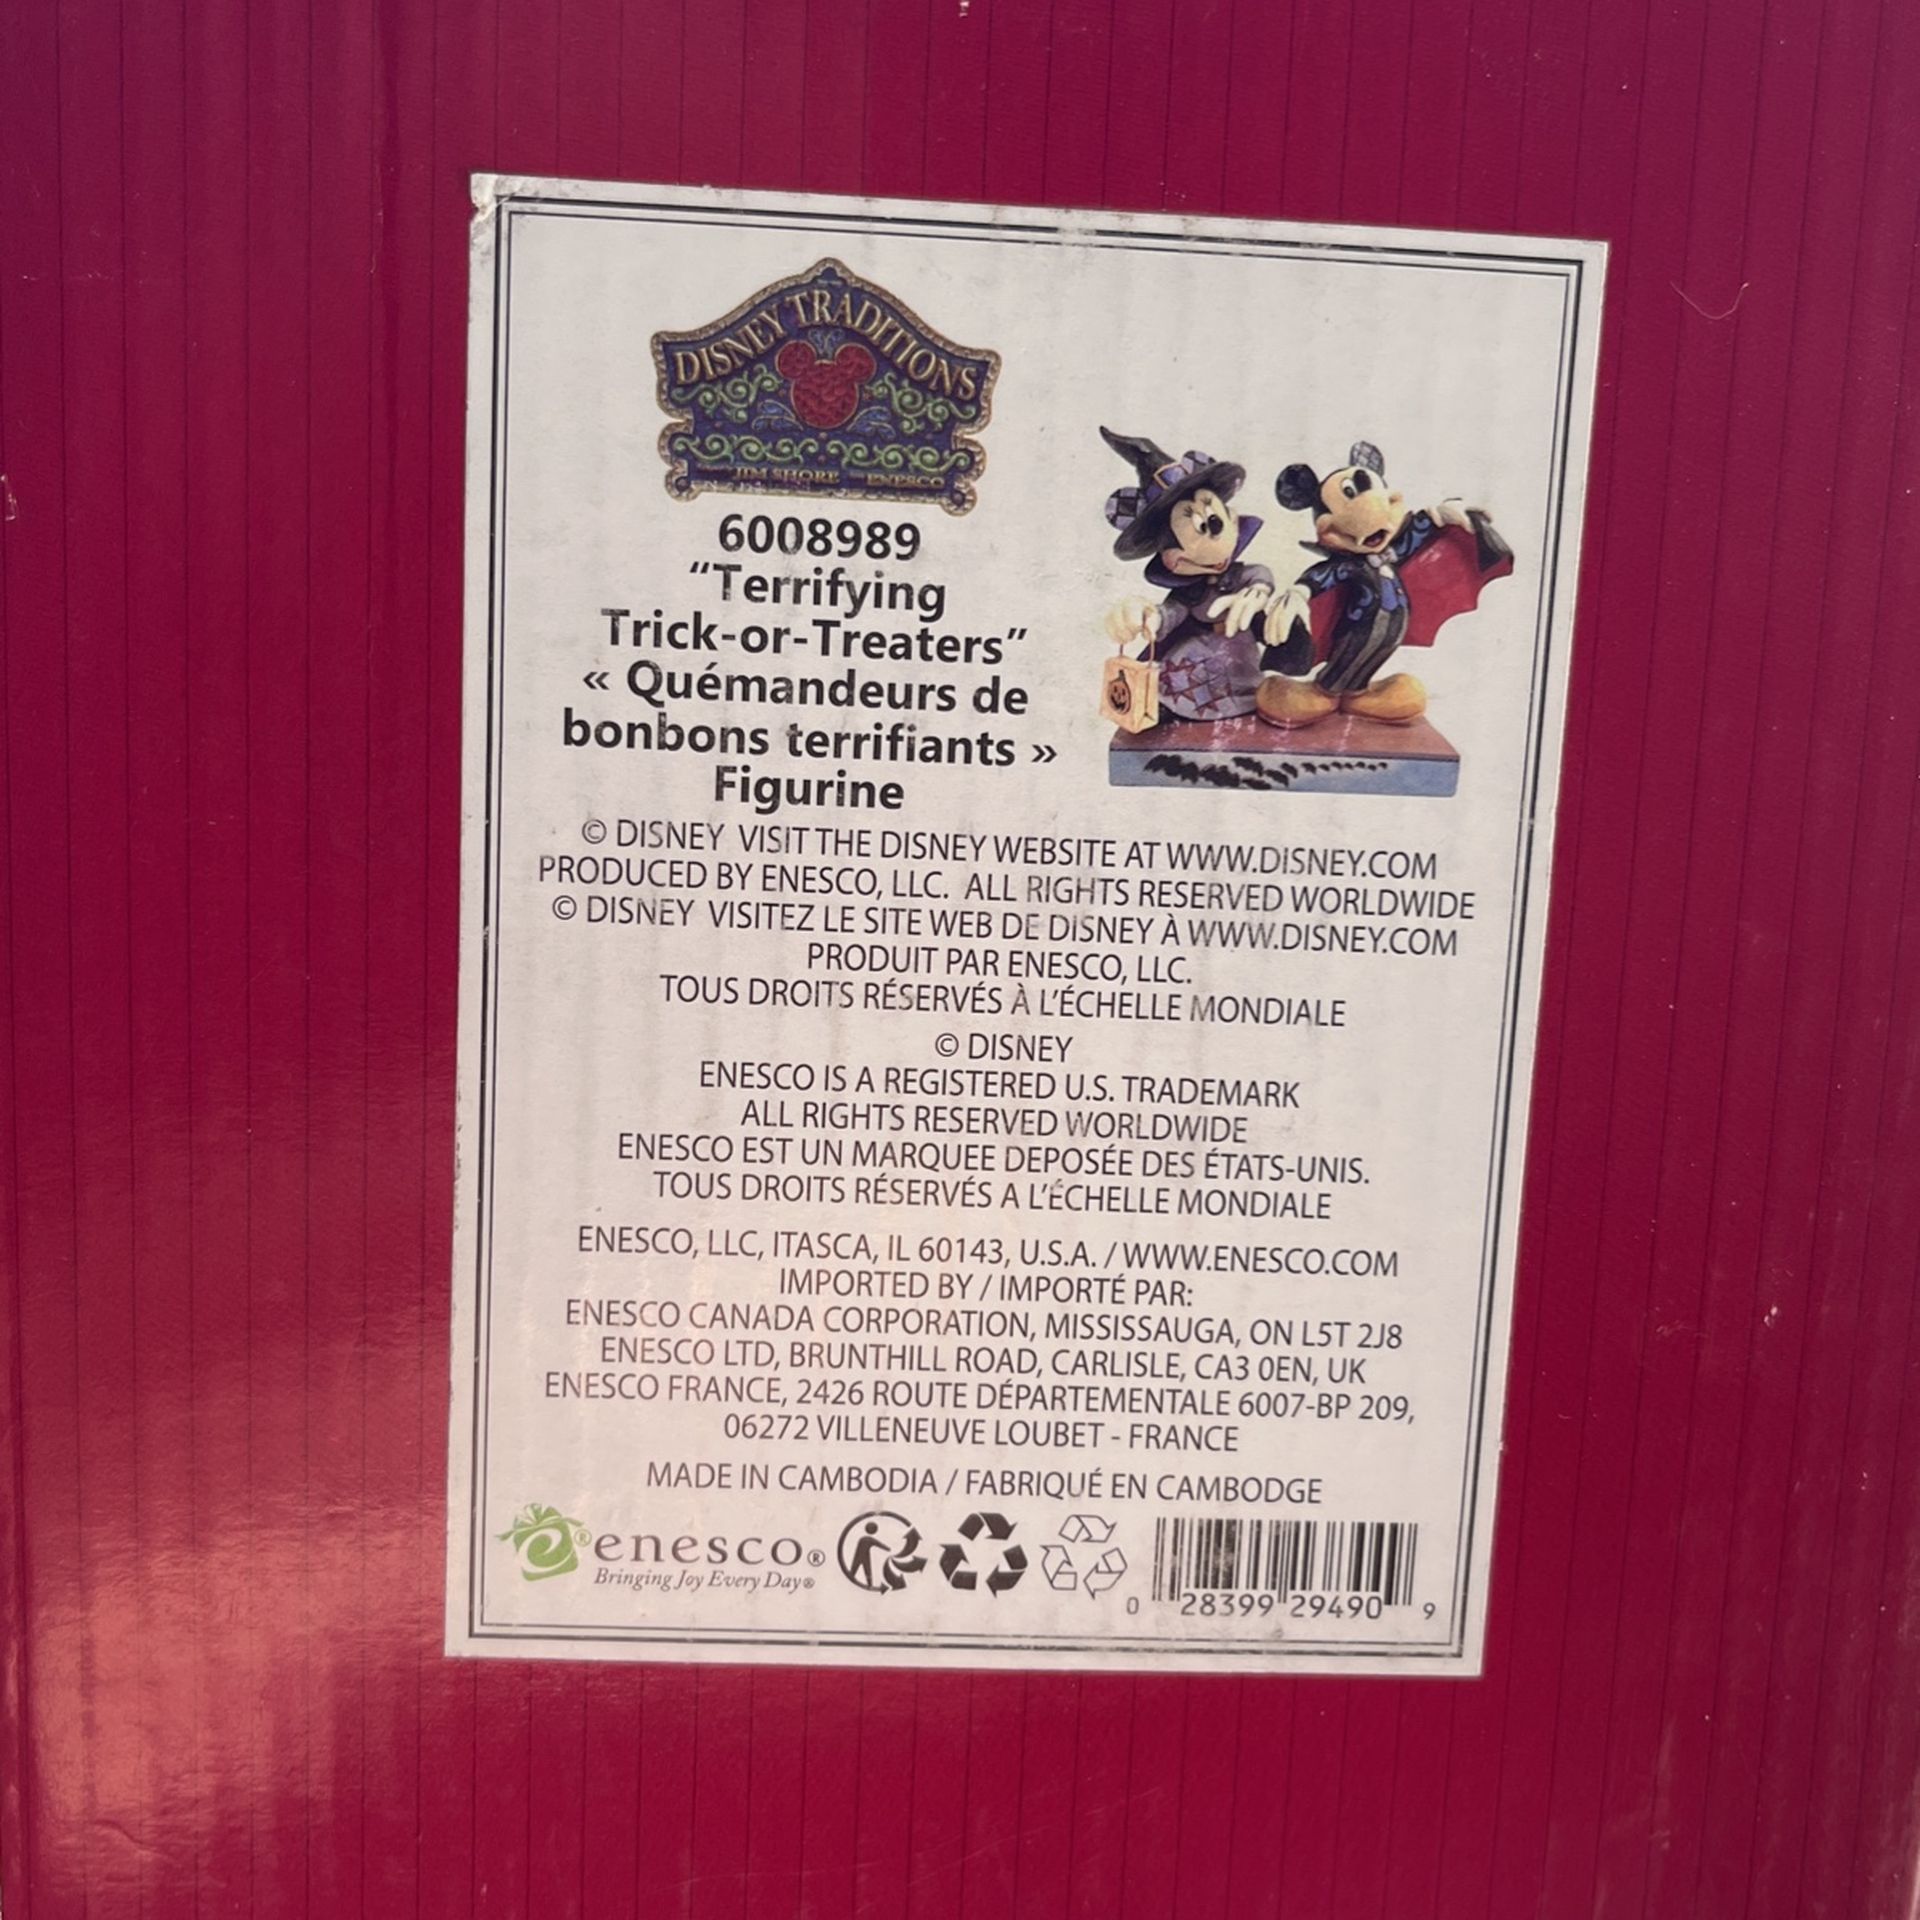 DISNEY TRADITIONS
JIM SHORE ENESCO
6008989
“Terrifying
Trick-or-Treaters”
« Quémandeurs de
bonbons terrifiants »
Figurine
© DISNEY VISIT THE DISNEY WEBSITE AT WWW.DISNEY.COM
PRODUCED BY ENESCO, LLC. ALL RIGHTS RESERVED WORLDWIDE
© DISNEY VISITEZ LE SITE WEB DE DISNEY À WWW.DISNEY.COM
PRODUIT PAR ENESCO, LLC.
TOUS DROITS RÉSERVÉS À L’ÉCHELLE MONDIALE
© DISNEY
ENESCO IS A REGISTERED U.S. TRADEMARK
ALL RIGHTS RESERVED WORLDWIDE
ENESCO EST UN MARQUEE DEPOSÉE DES ÉTATS-UNIS.
TOUS DROITS RÉSERVÉS A L’ÉCHELLE MONDIALE
ENESCO, LLC, ITASCA, IL 60143, U.S.A. / WWW.ENESCO.COM
IMPORTED BY / IMPORTÉ PAR:
ENESCO CANADA CORPORATION, MISSISSAUGA, ON L5T 2J8
ENESCO LTD, BRUNTHILL ROAD, CARLISLE, CA3 0EN, UK
ENESCO FRANCE, 2426 ROUTE DÉPARTEMENTALE 6007-BP 209,
06272 VILLENEUVE LOUBET - FRANCE
MADE IN CAMBODIA / FABRIQUÉ EN CAMBODGE
e® enesco®
Bringing Joy Every Day®
0 28399 29490 9